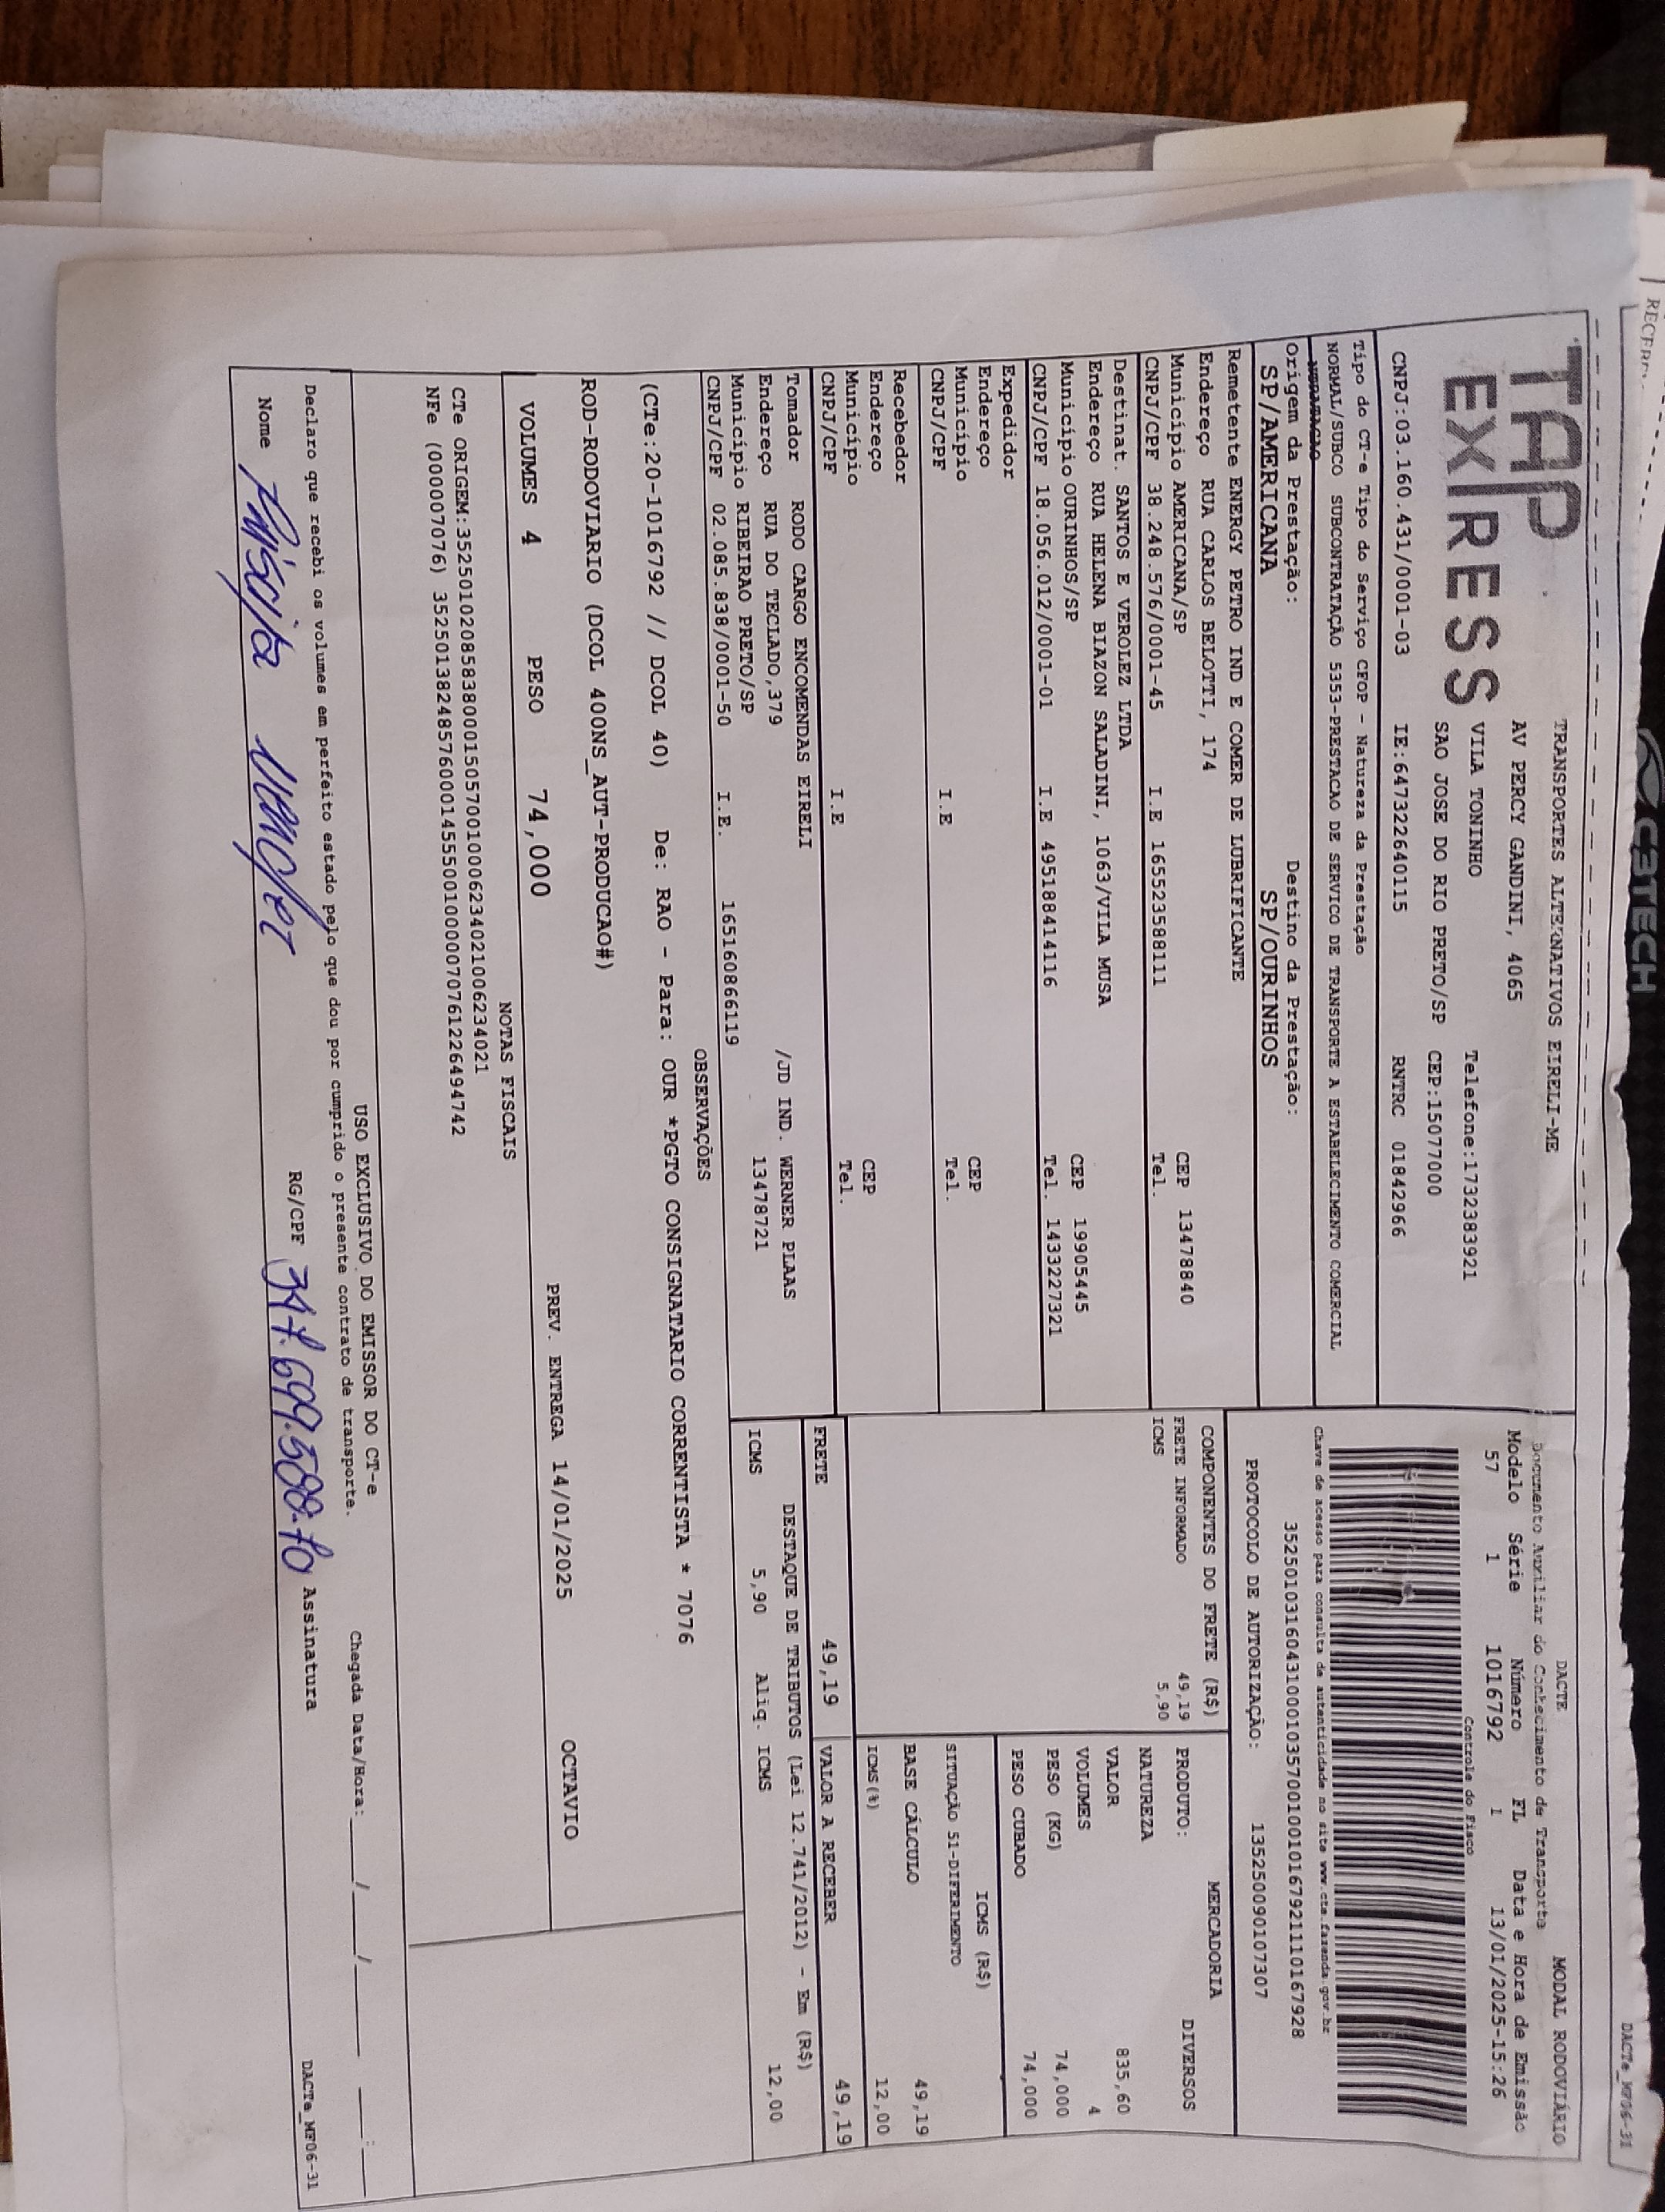 RECEBE
DACTe_MF06-31
TAP
EXPRESS
TRANSPORTES ALTERNATIVOS EIRELI-ME
AV PERCY GANDINI, 4065
VILA TONINHO Telefone:1732383921
SAO JOSE DO RIO PRETO/SP CEP:15077000
CNPJ:03.160.431/0001-03 IE:647322640115 RNTRC 01842966
DACTE MODAL RODOVIÁRIO
Documento Auxiliar do Conhecimento de Transporte
Modelo Série Número FL Data e Hora de Emissão
57 1 1016792 1 13/01/2025-15:26
Controle do Fisco
Chave de acesso para consulta de autenticidade no site www.cte.fazenda.gov.br
35250103160431000103570010010167921110167928
PROTOCOLO DE AUTORIZAÇÃO: 135250090107307
Tipo do CT-e Tipo do Serviço CFOP - Natureza da Prestação
NORMAL/SUBCO SUBCONTRATAÇÃO 5353-PRESTACAO DE SERVICO DE TRANSPORTE A ESTABELECIMENTO COMERCIAL
Origem da Prestação: Destino da Prestação:
SP/AMERICANA SP/OURINHOS
Remetente ENERGY PETRO IND E COMER DE LUBRIFICANTE
Endereço RUA CARLOS BELOTTI, 174
Município AMERICANA/SP CEP 13478840
CNPJ/CPF 38.248.576/0001-45 I.E 165523588111 Tel.
Destinat. SANTOS E VEROLEZ LTDA
Endereço RUA HELENA BIAZON SALADINI, 1063/VILA MUSA
Município OURINHOS/SP CEP 19905445
CNPJ/CPF 18.056.012/0001-01 I.E 495188414116 Tel. 1433227321
Expedidor
Endereço
Município CEP
CNPJ/CPF I.E Tel.
Recebedor
Endereço
Município CEP
CNPJ/CPF I.E Tel.
Tomador RODO CARGO ENCOMENDAS EIRELI
Endereço RUA DO TECLADO,379 /JD IND. WERNER PLAAS
Município RIBEIRAO PRETO/SP 13478721
CNPJ/CPF 02.085.838/0001-50 I.E. 165160866119
COMPONENTES DO FRETE (R$)
FRETE INFORMADO 49,19
ICMS 5,90
MERCADORIA
PRODUTO: DIVERSOS
NATUREZA
VALOR 835,60
VOLUMES 4
PESO (KG) 74,000
PESO CUBADO 74,000
ICMS (R$)
SITUAÇÃO 51-DIFERIMENTO
BASE CÁLCULO 49,19
ICMS(%) 12,00
FRETE 49,19 VALOR A RECEBER 49,19
DESTAQUE DE TRIBUTOS (Lei 12.741/2012) - Em (R$)
ICMS 5,90 Aliq. ICMS 12,00
OBSERVAÇÕES
(CTe:20-1016792 // DCOL 40) De: RAO - Para: OUR *PGTO CONSIGNATARIO CORRENTISTA * 7076
ROD-RODOVIARIO (DCOL 400NS_AUT-PRODUCAO#)
VOLUMES 4 PESO 74,000 PREV. ENTREGA 14/01/2025 OCTAVIO
NOTAS FISCAIS
CTe ORIGEM:35250102085838000150570010006234021006234021
NFe (000007076) 35250138248576000145550010000070761226494742
USO EXCLUSIVO DO EMISSOR DO CT-e
Declaro que recebi os volumes em perfeito estado pelo que dou por cumprido o presente contrato de transporte. Chegada Data/Hora:____/____/____ ___:___
Nome RG/CPF 347.699.588-70 Assinatura DACTe_MF06-31
C3TECH